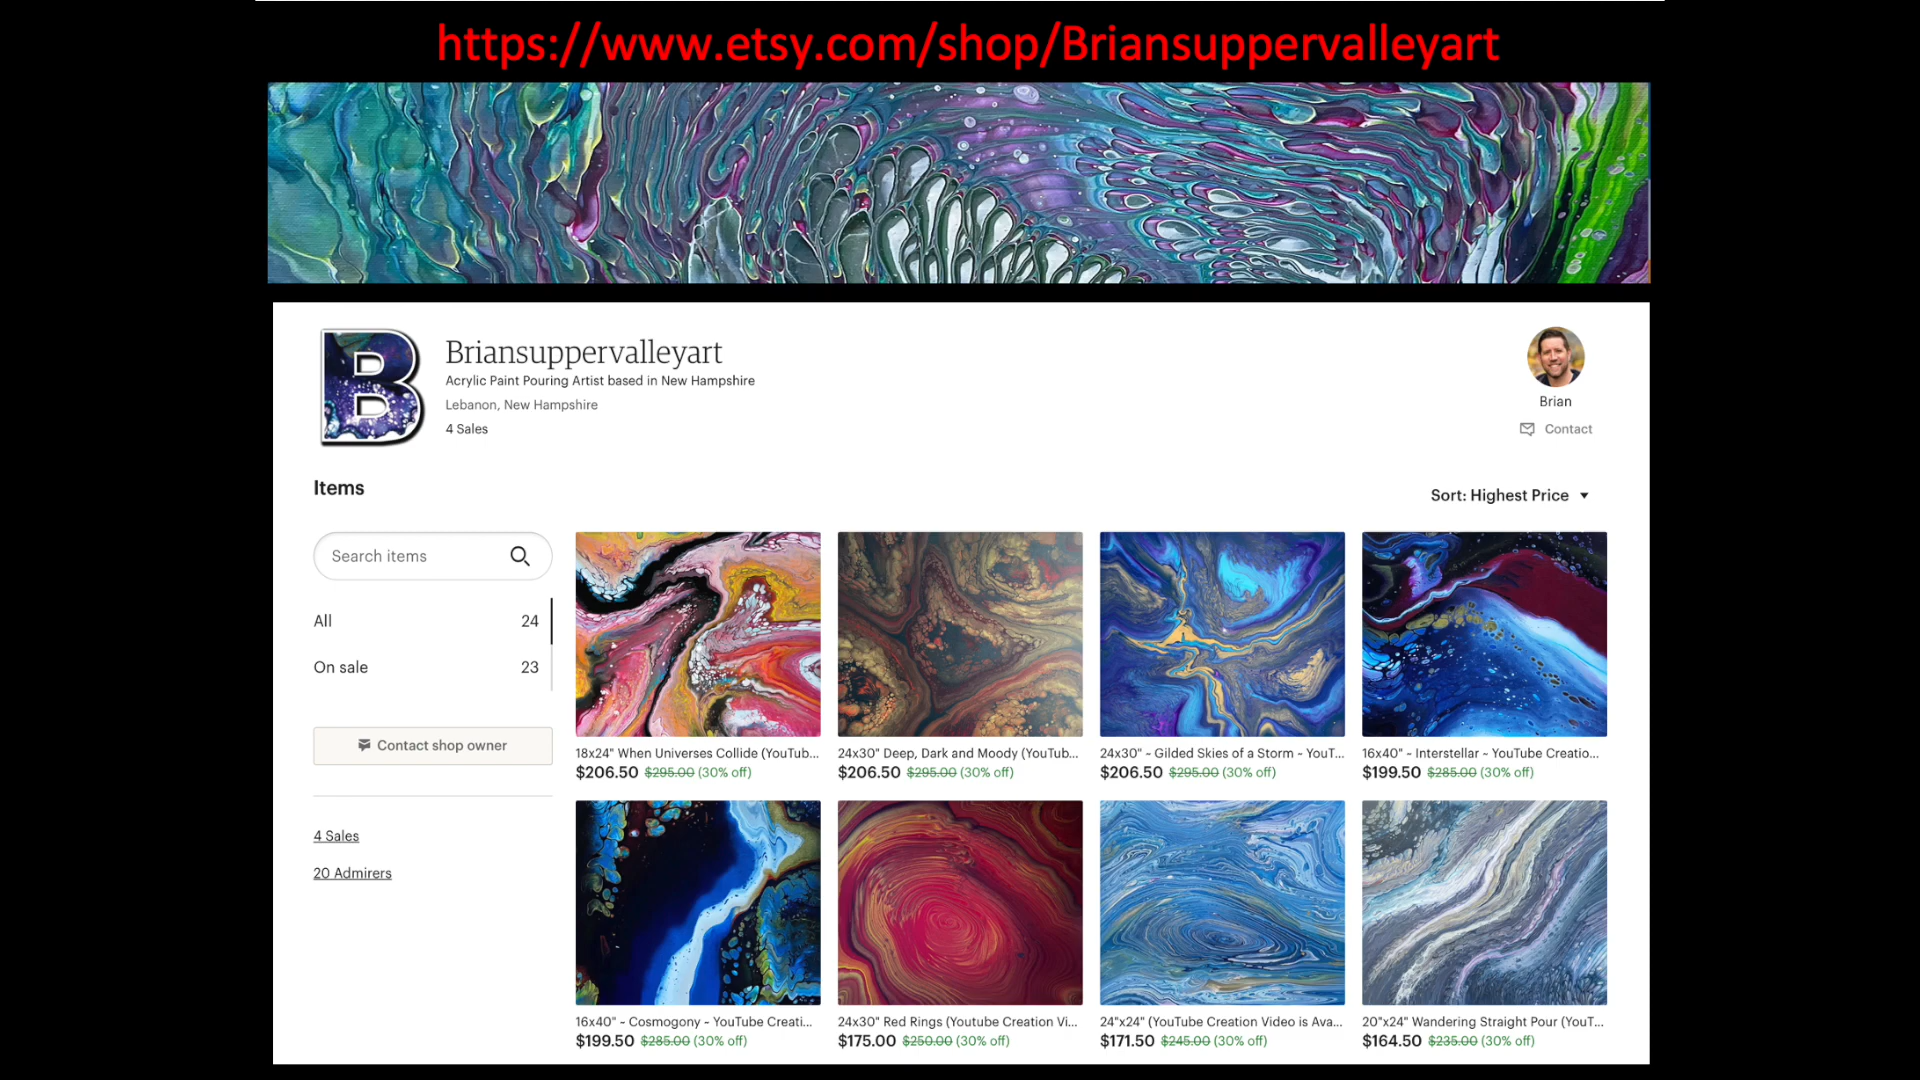 https://www.etsy.com/shop/Briansuppervalleyart
B
Briansuppervalleyart
Acrylic Paint Pouring Artist based in New Hampshire
Lebanon, New Hampshire
4 Sales
Brian
Contact
Items
Sort: Highest Price
Search items
All 24
On sale 23
Contact shop owner
4 Sales
20 Admirers
18x24" When Universes Collide (YouTub...
$206.50 $295.00 (30% off)
24x30" Deep, Dark and Moody (YouTub...
$206.50 $295.00 (30% off)
24x30" ~ Gilded Skies of a Storm ~ YouT...
$206.50 $295.00 (30% off)
16x40" ~ Interstellar ~ YouTube Creatio...
$199.50 $285.00 (30% off)
16x40" ~ Cosmogony ~ YouTube Creati...
$199.50 $285.00 (30% off)
24x30" Red Rings (Youtube Creation Vi...
$175.00 $250.00 (30% off)
24"x24" (YouTube Creation Video is Ava...
$171.50 $245.00 (30% off)
20"x24" Wandering Straight Pour (YouT...
$164.50 $235.00 (30% off)